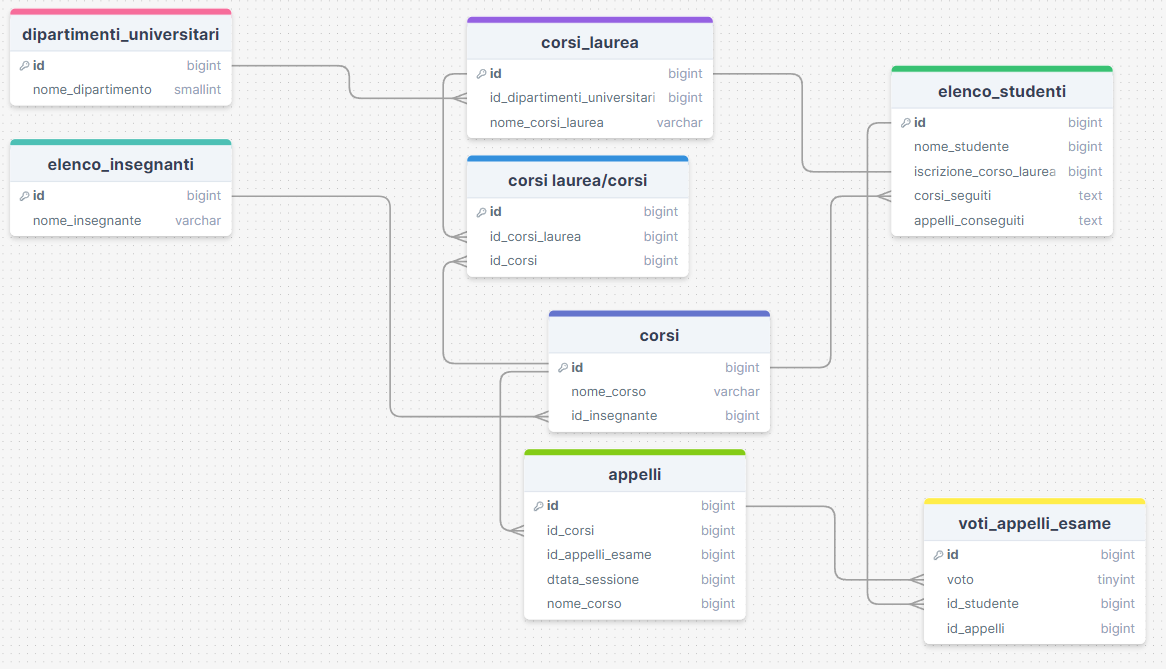 dipartimenti_universitari
id bigint
nome_dipartimento smallint
elenco_insegnanti
id bigint
nome_insegnante varchar
corsi_laurea
id bigint
id_dipartimenti_universitari bigint
nome_corsi_laurea varchar
corsi laurea/corsi
id bigint
id_corsi_laurea bigint
id_corsi bigint
corsi
id bigint
nome_corso varchar
id_insegnante bigint
appelli
id bigint
id_corsi bigint
id_appelli_esame bigint
dtata_sessione bigint
nome_corso bigint
elenco_studenti
id bigint
nome_studente bigint
iscrizione_corso_laurea bigint
corsi_seguiti text
appelli_conseguiti text
voti_appelli_esame
id bigint
voto tinyint
id_studente bigint
id_appelli bigint